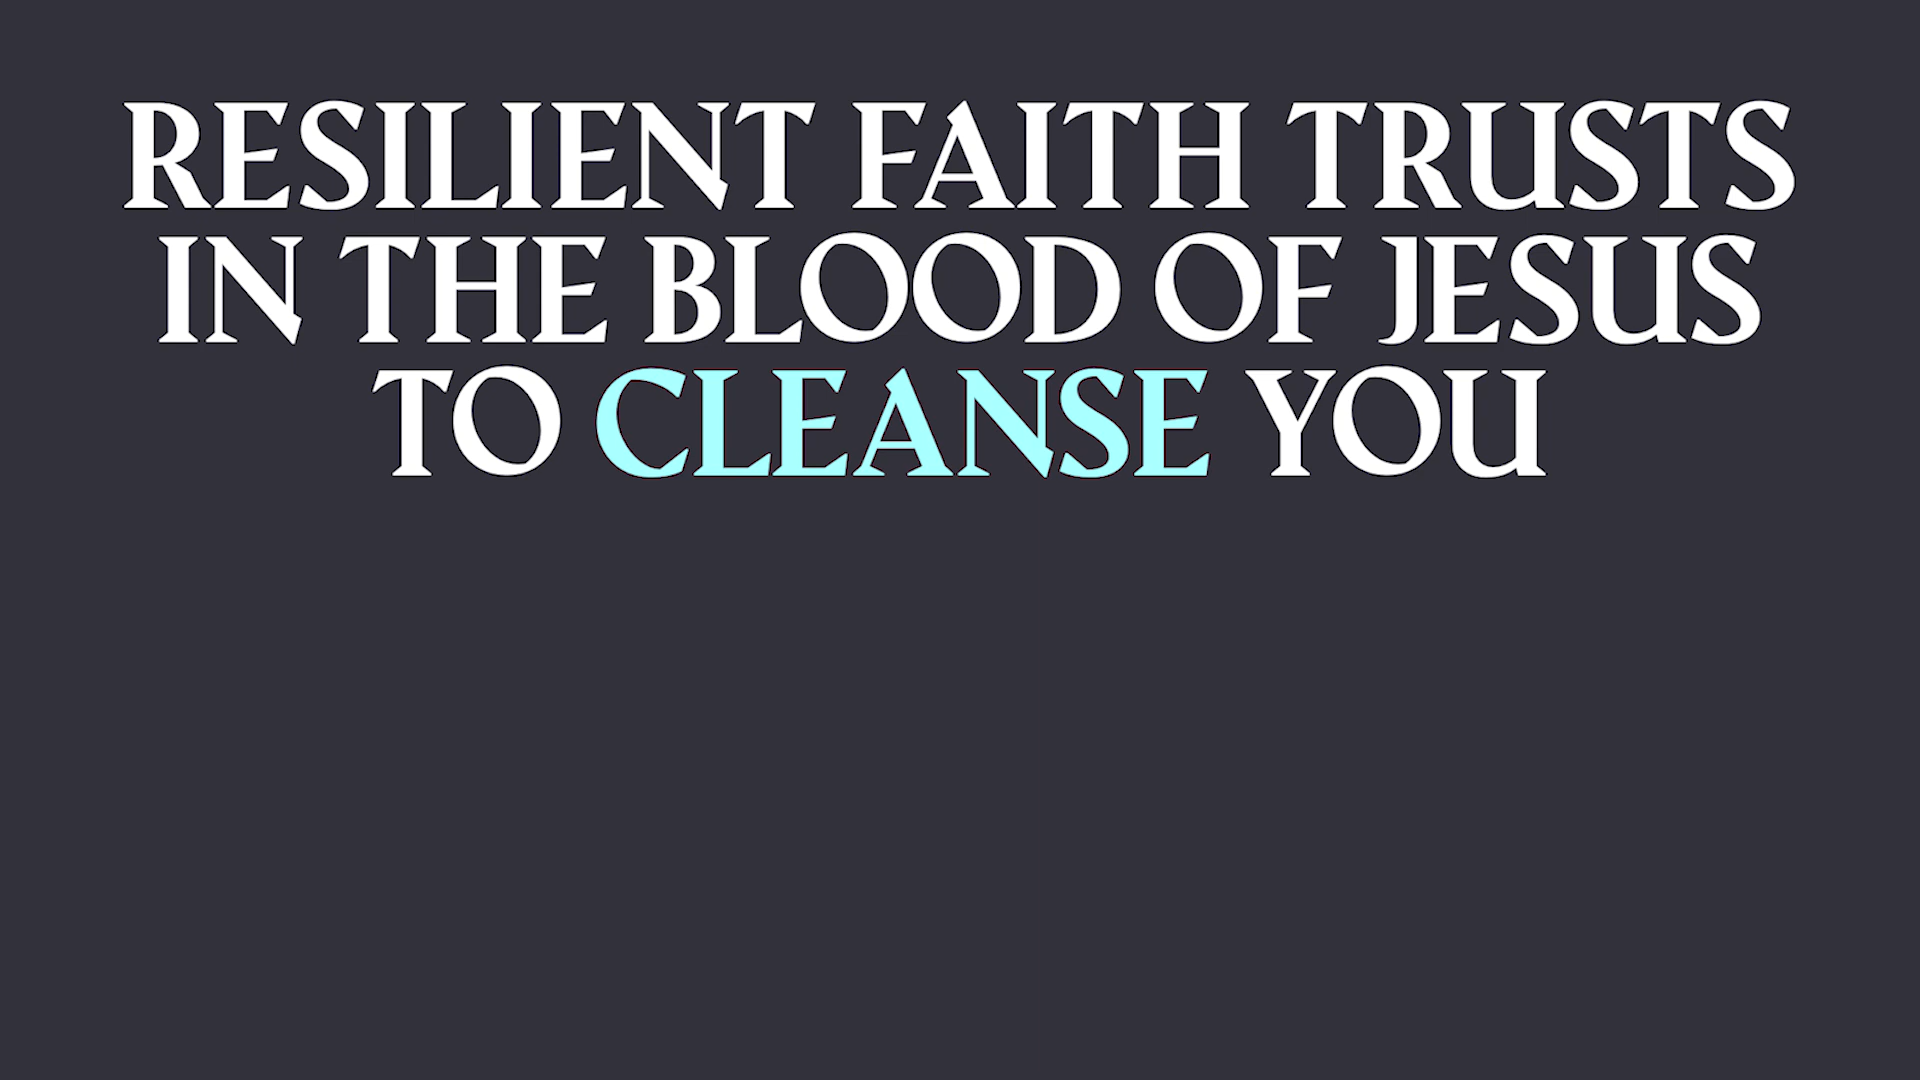 RESILIENT FAITH TRUSTS
IN THE BLOOD OF JESUS
TO CLEANSE YOU